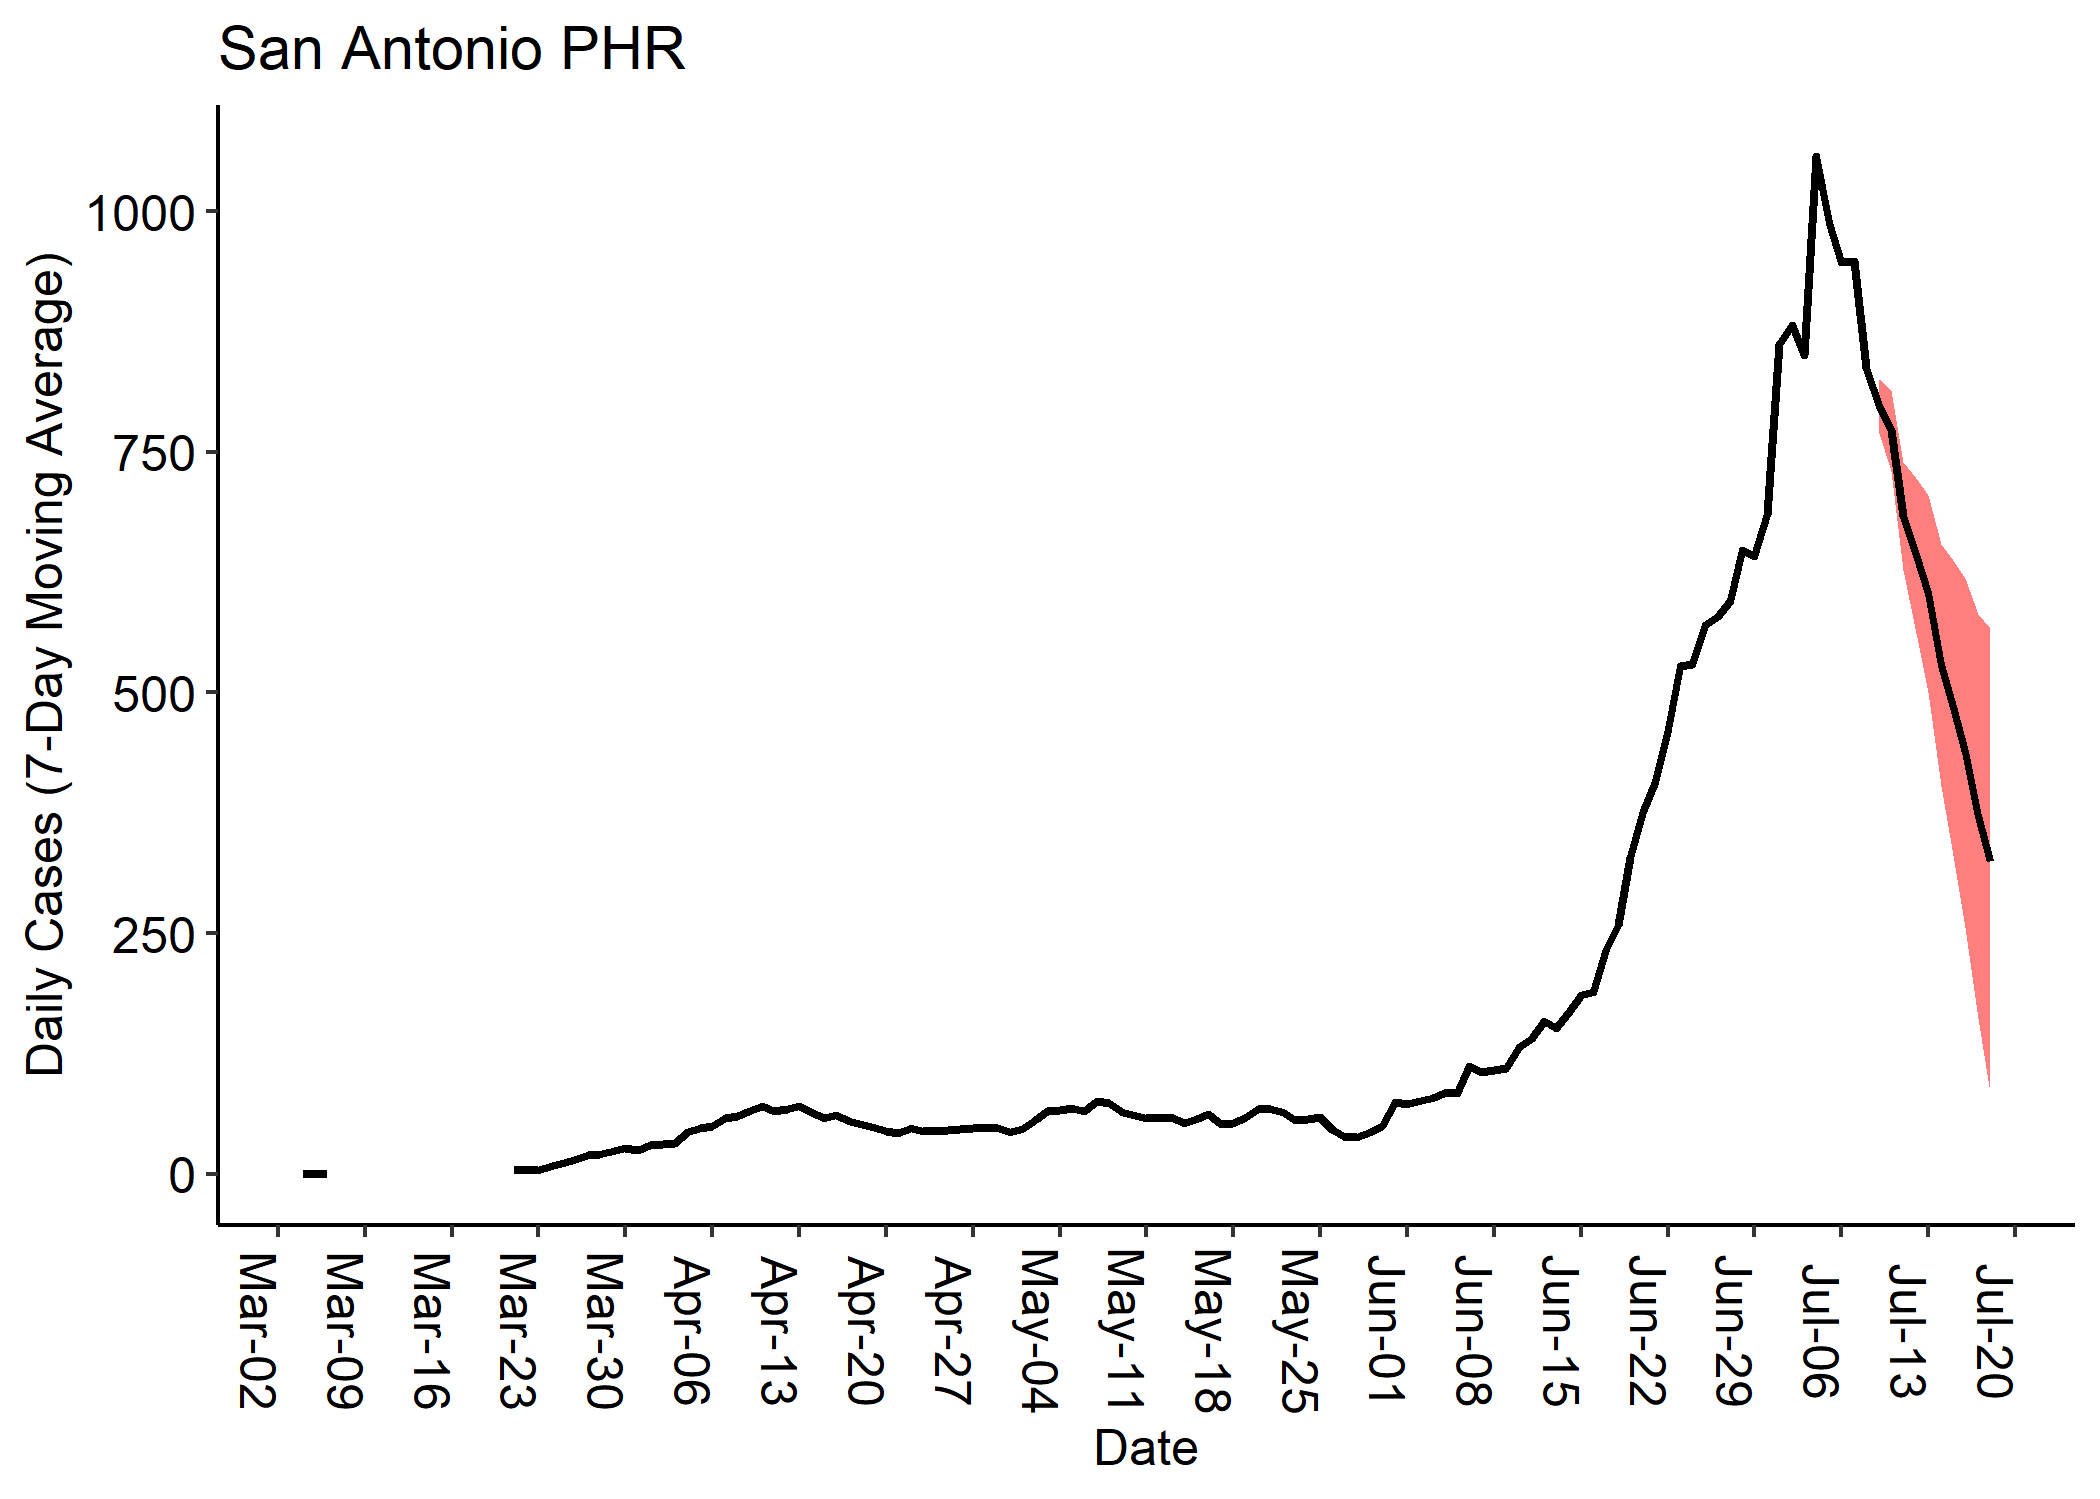 San Antonio PHR
Daily Cases (7-Day Moving Average)
1000
750
500
250
0
Mar-02
Mar-09
Mar-16
Mar-23
Mar-30
Apr-06
Apr-13
Apr-20
Apr-27
May-04
May-11
May-18
May-25
Jun-01
Jun-08
Jun-15
Jun-22
Jun-29
Jul-06
Jul-13
Jul-20
Date